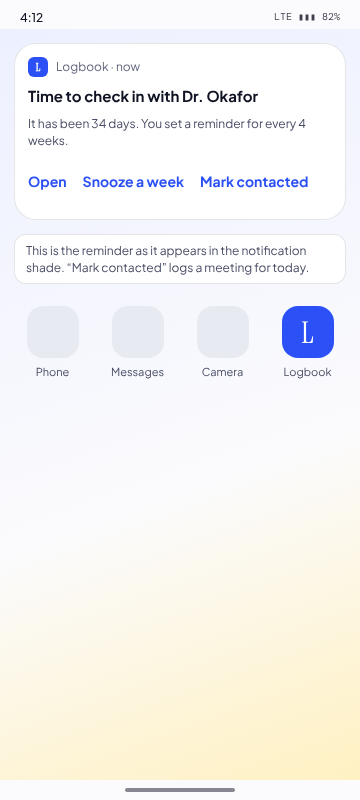 4:12
LTE 82%
L Logbook · now
Time to check in with Dr. Okafor
It has been 34 days. You set a reminder for every 4
weeks.
Open Snooze a week Mark contacted
This is the reminder as it appears in the notification
shade. “Mark contacted” logs a meeting for today.
L
Phone Messages Camera Logbook